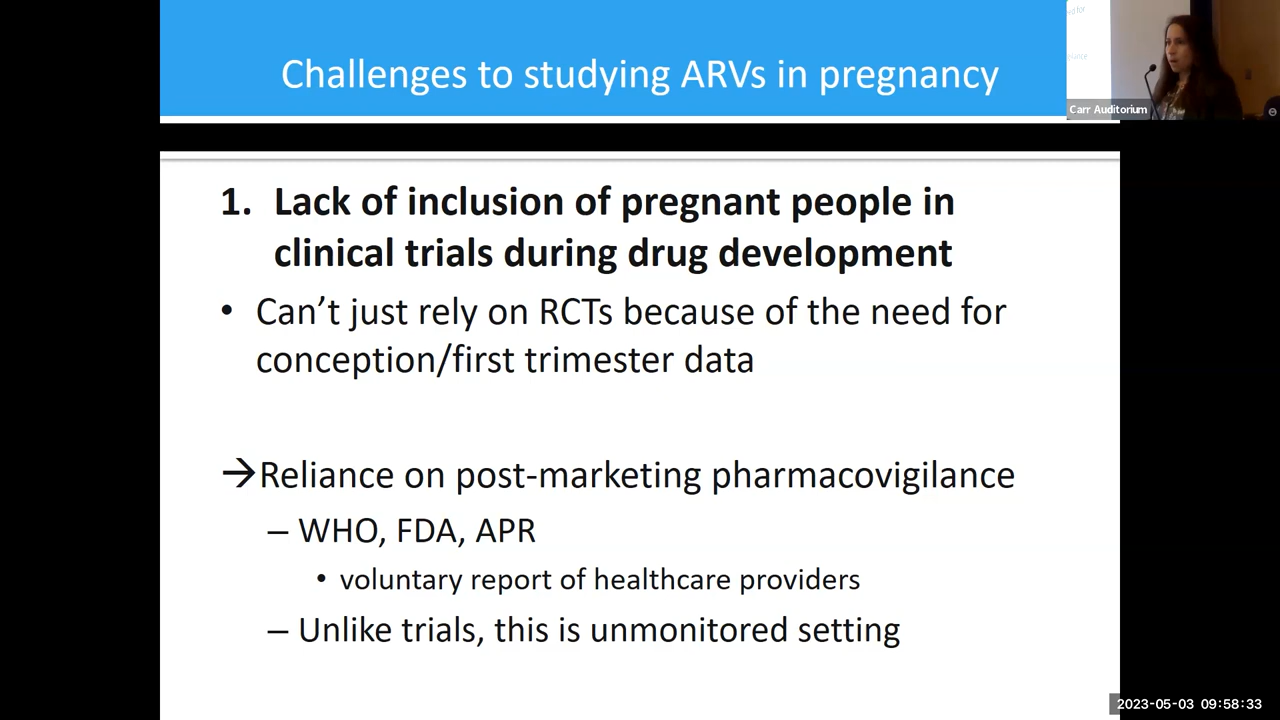 Challenges to studying ARVs in pregnancy
Carr Auditorium
1. Lack of inclusion of pregnant people in
clinical trials during drug development
• Can’t just rely on RCTs because of the need for
conception/first trimester data
→Reliance on post-marketing pharmacovigilance
– WHO, FDA, APR
• voluntary report of healthcare providers
– Unlike trials, this is unmonitored setting
2023-05-03 09:58:33